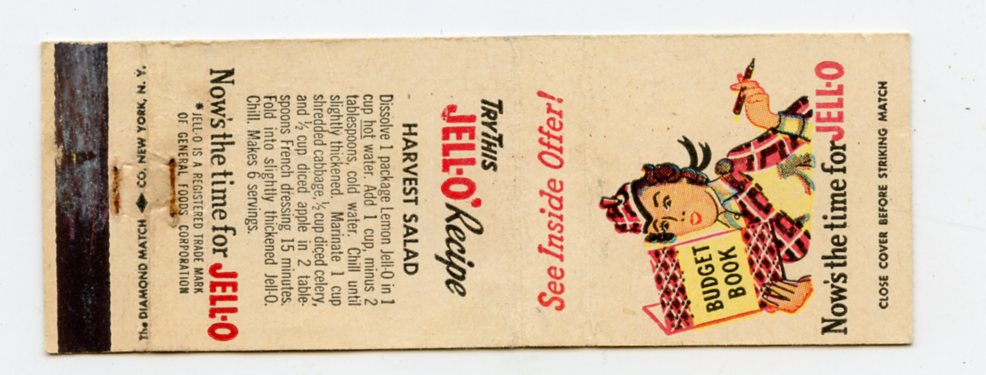 TRY THIS
JELL-O* Recipe
HARVEST SALAD
Dissolve 1 package Lemon Jell-O in 1
cup hot water. Add 1 cup, minus 2
tablespoons, cold water. Chill until
slightly thickened. Marinate 1 cup
shredded cabbage, ½ cup diced celery,
and ½ cup diced apple in 2 table-
spoons French dressing 15 minutes.
Fold into slightly thickened Jell-O.
Chill. Makes 6 servings.
Now's the time for JELL-O
* JELL-O IS A REGISTERED TRADE MARK
OF GENERAL FOODS CORPORATION
The DIAMOND MATCH CO. NEW YORK, N. Y.
See Inside Offer!
BUDGET
BOOK
Now's the time for JELL-O
CLOSE COVER BEFORE STRIKING MATCH